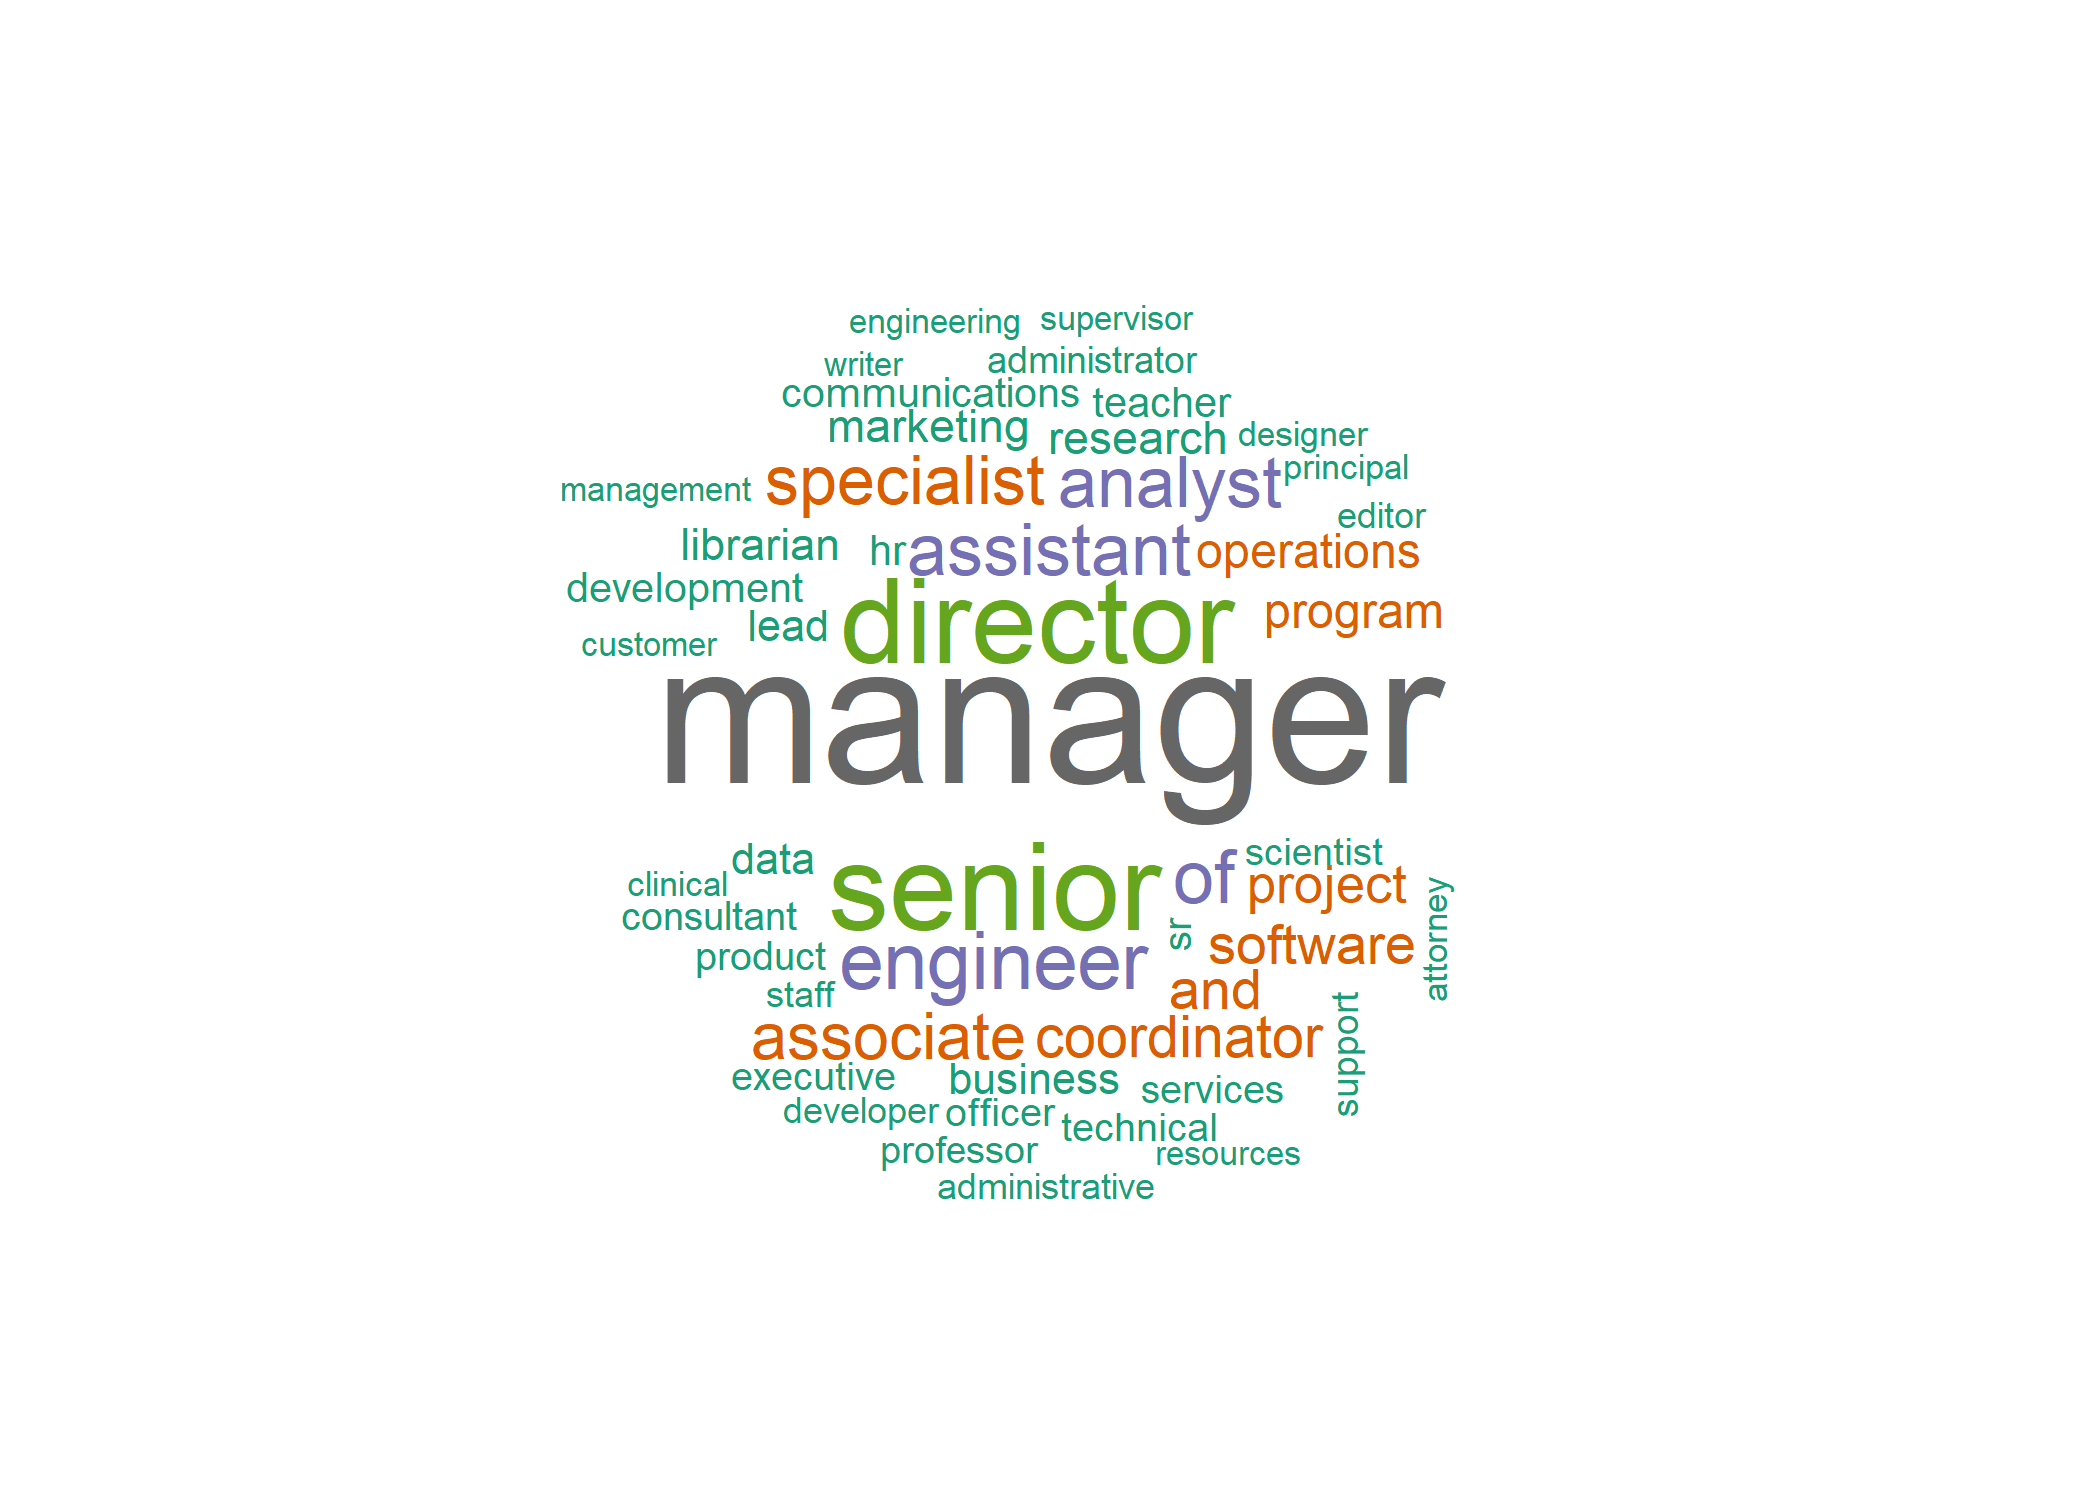 engineering supervisor
writer administrator
communications teacher
marketing research designer
specialist analyst principal
management editor
librarian hr assistant operations
development director program
lead
customer
manager
data senior of scientist
clinical project attorney
consultant sr software
product engineer and
staff support
associate coordinator
executive business services
developer officer technical
professor resources
administrative